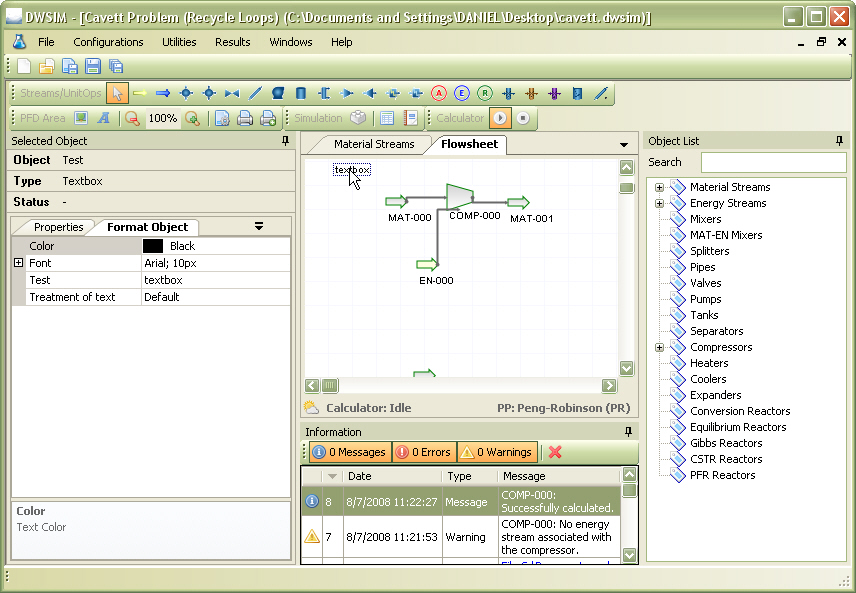 DWSIM - [Cavett Problem (Recycle Loops) (C:\Documents and Settings\DANIEL\Desktop\cavett.dwsim)]
File Configurations Utilities Results Windows Help
Streams/UnitOps A E R
PFD Area A 100% Simulation Calculator
Selected Object
Object Test
Type Textbox
Status -
Properties Format Object
Color Black
Font Arial; 10px
Test textbox
Treatment of text Default
Color
Text Color
Material Streams Flowsheet
textbox
MAT-000 COMP-000 MAT-001
EN-000
Calculator: Idle PP: Peng-Robinson (PR)
Information
0 Messages 0 Errors 0 Warnings
Date Type Message
8 8/7/2008 11:22:27 Message COMP-000:
Successfully calculated.
7 8/7/2008 11:21:53 Warning COMP-000: No energy
stream associated with
the compressor.
Object List
Search
Material Streams
Energy Streams
Mixers
MAT-EN Mixers
Splitters
Pipes
Valves
Pumps
Tanks
Separators
Compressors
Heaters
Coolers
Expanders
Conversion Reactors
Equilibrium Reactors
Gibbs Reactors
CSTR Reactors
PFR Reactors